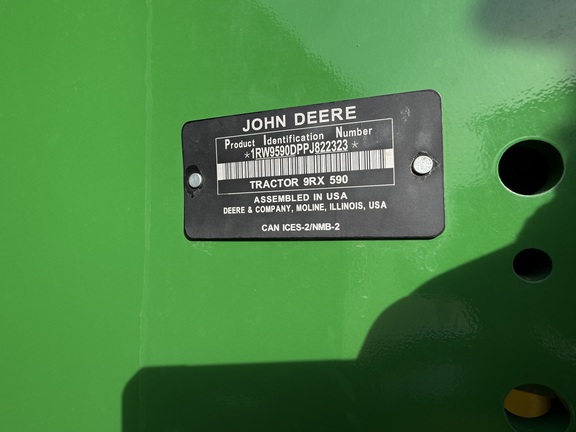 JOHN DEERE
Product Identification Number
*1RW9590DPPJ822323*
TRACTOR 9RX 590
ASSEMBLED IN USA
DEERE & COMPANY, MOLINE, ILLINOIS, USA
CAN ICES-2/NMB-2